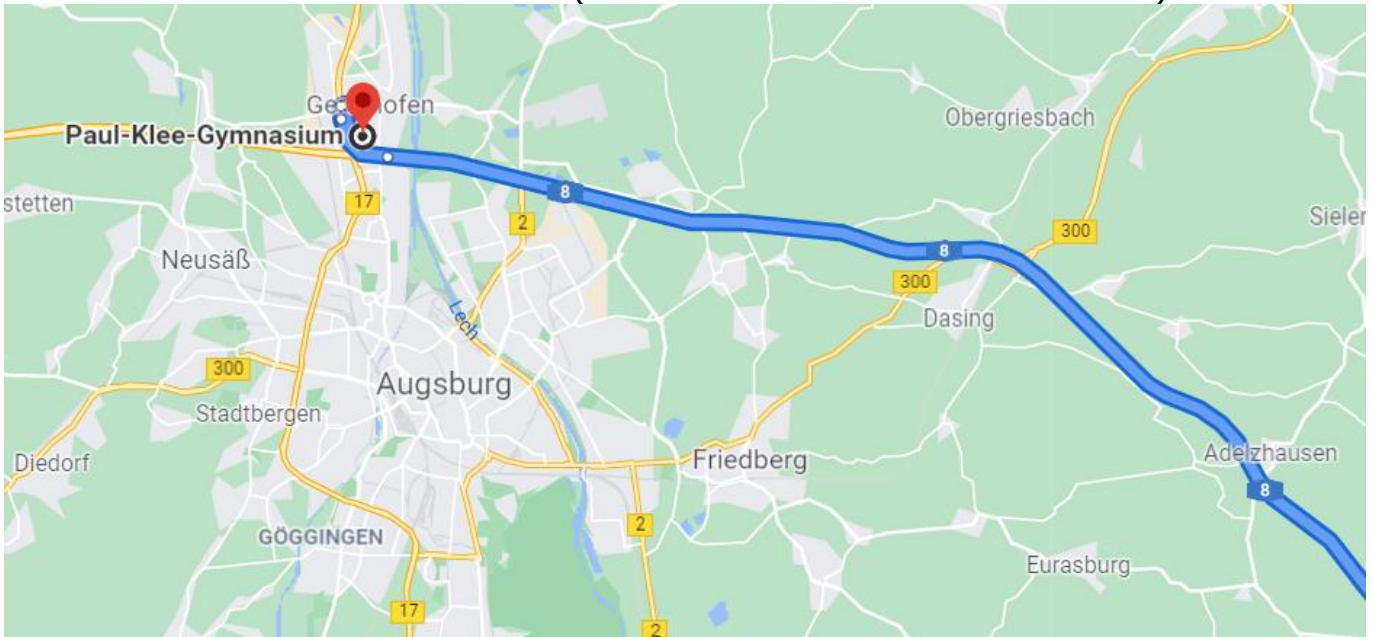 Obergriesbach
Paul-Klee-Gymnasium
8
17
stetten
2
Sieler
300
8
Neusäß
300
Lech
Dasing
300
Augsburg
Stadtbergen
Diedorf
Friedberg
Adelzhausen
8
2
GÖGGINGEN
Eurasburg
17
2